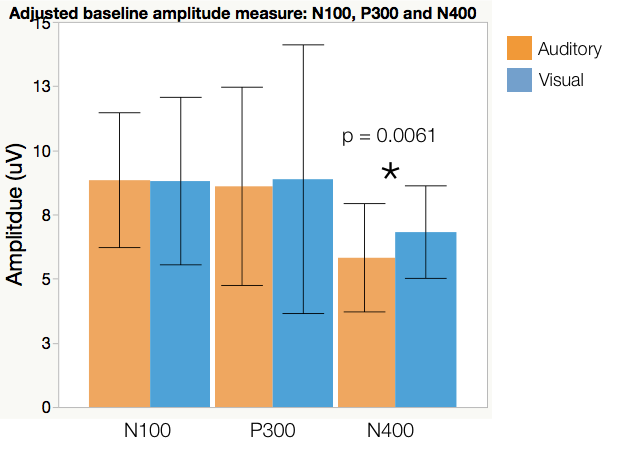 Adjusted baseline amplitude measure: N100, P300 and N400
Auditory
Visual
Amplitdue (uV)
15
13
10
8
5
3
0
p = 0.0061
*
N100
P300
N400